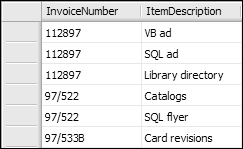 InvoiceNumber ItemDescription
112897 VB ad
112897 SQL ad
112897 Library directory
97/522 Catalogs
97/522 SQL flyer
97/533B Card revisions